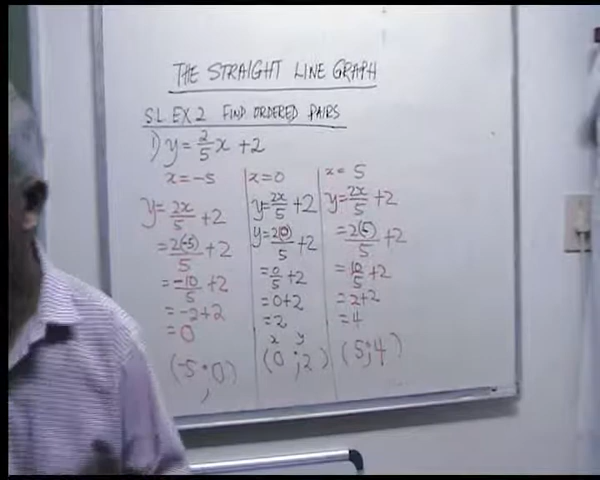 THE STRAIGHT LINE GRAPH
S.L EX 2 FIND ORDERED PAIRS
1) y = 2/5 x + 2
x = -5
y = 2x/5 + 2
= 2(-5)/5 + 2
= -10/5 + 2
= -2 + 2
= 0
(-5 ; 0)
x = 0
y = 2x/5 + 2
y = 2(0)/5 + 2
= 0/5 + 2
= 0 + 2
= 2
x y
(0 ; 2)
x = 5
y = 2x/5 + 2
= 2(5)/5 + 2
= 10/5 + 2
= 2 + 2
= 4
(5 ; 4)